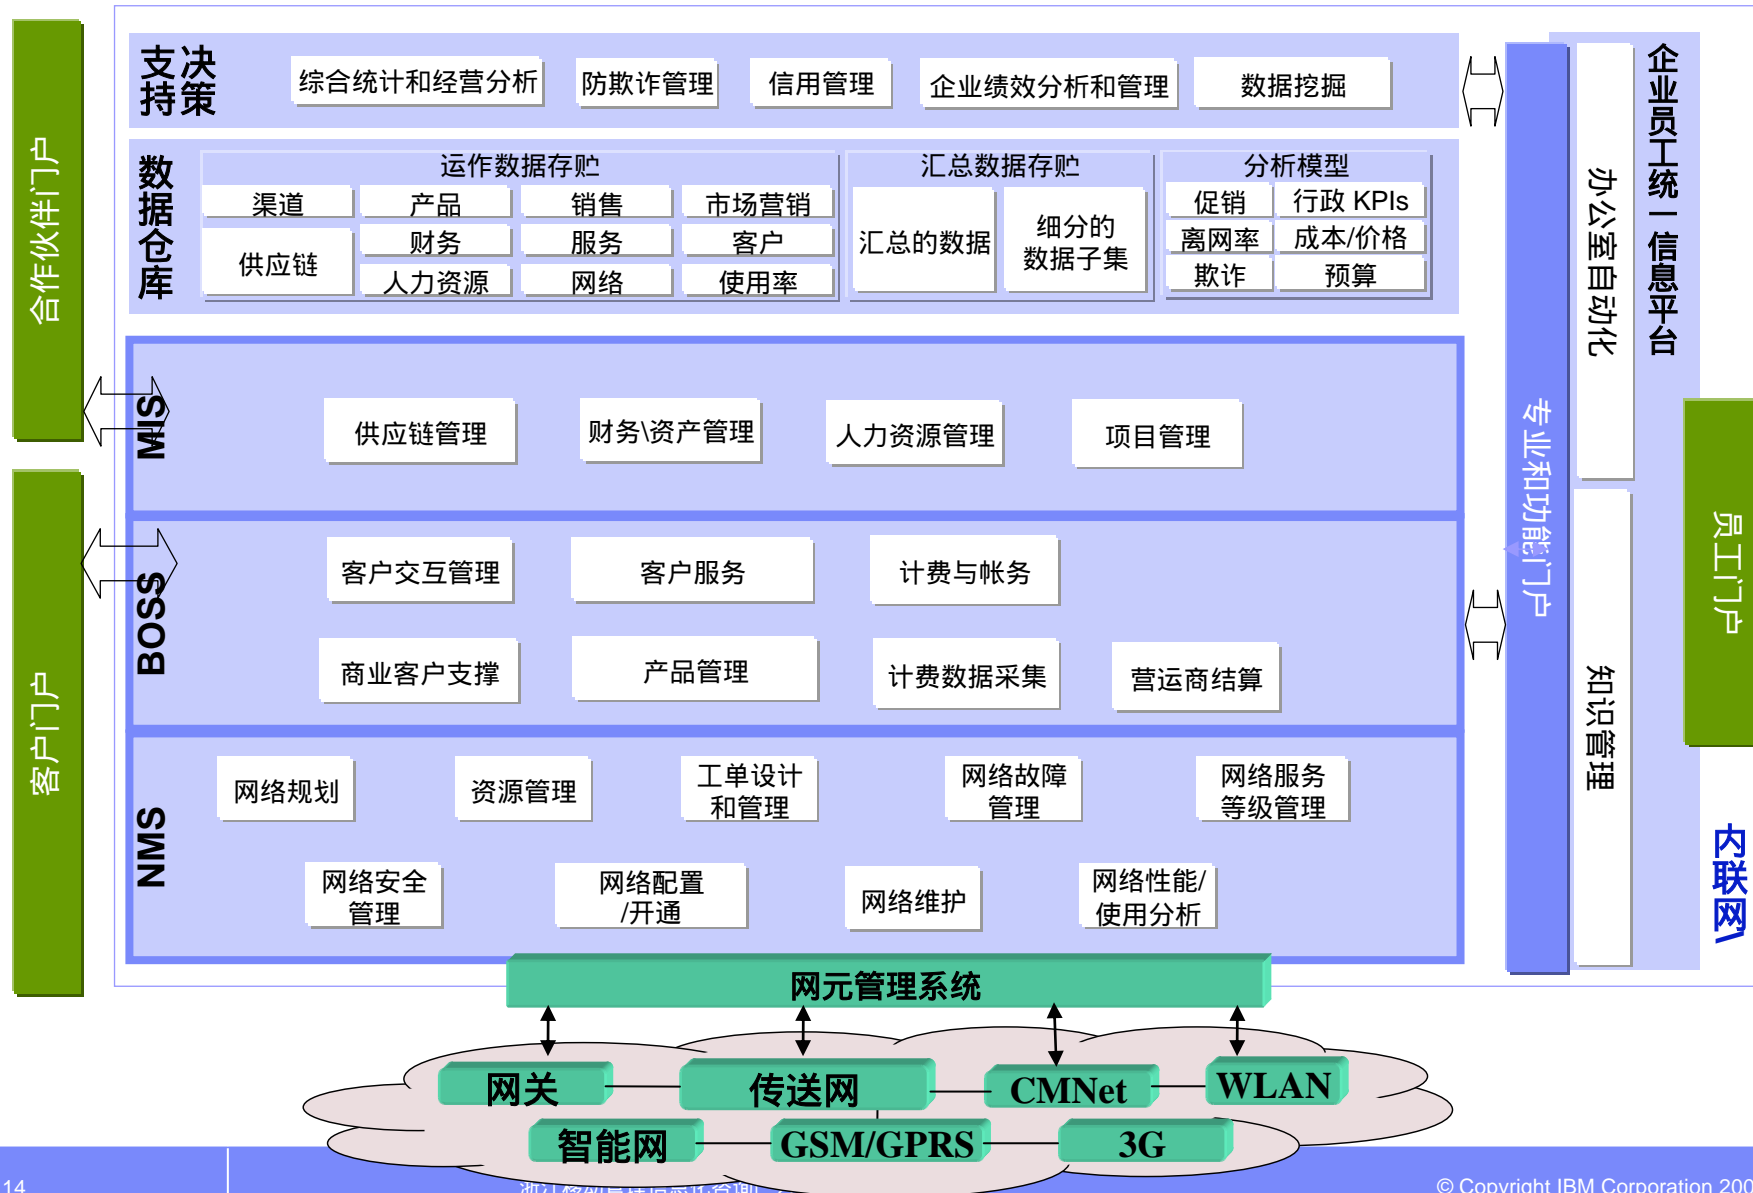 决策
支持
综合统计和经营分析
防欺诈管理
信用管理
企业绩效分析和管理
数据挖掘
数据仓库
运作数据存贮
渠道
产品
销售
市场营销
供应链
财务
服务
客户
人力资源
网络
使用率
汇总数据存贮
汇总的数据
细分的
数据子集
分析模型
促销
行政 KPIs
离网率
成本/价格
欺诈
预算
MIS
供应链管理
财务\资产管理
人力资源管理
项目管理
BOSS
客户交互管理
客户服务
计费与帐务
商业客户支撑
产品管理
计费数据采集
营运商结算
NMS
网络规划
资源管理
工单设计
和管理
网络故障
管理
网络服务
等级管理
网络安全
管理
网络配置
/开通
网络维护
网络性能/
使用分析
网元管理系统
网关
传送网
CMNet
WLAN
智能网
GSM/GPRS
3G
合作伙伴门户
客户门户
专业和功能门户
企业员工统一信息平台
办公室自动化
知识管理
员工门户
内联网\
14
© Copyright IBM Corporation 200